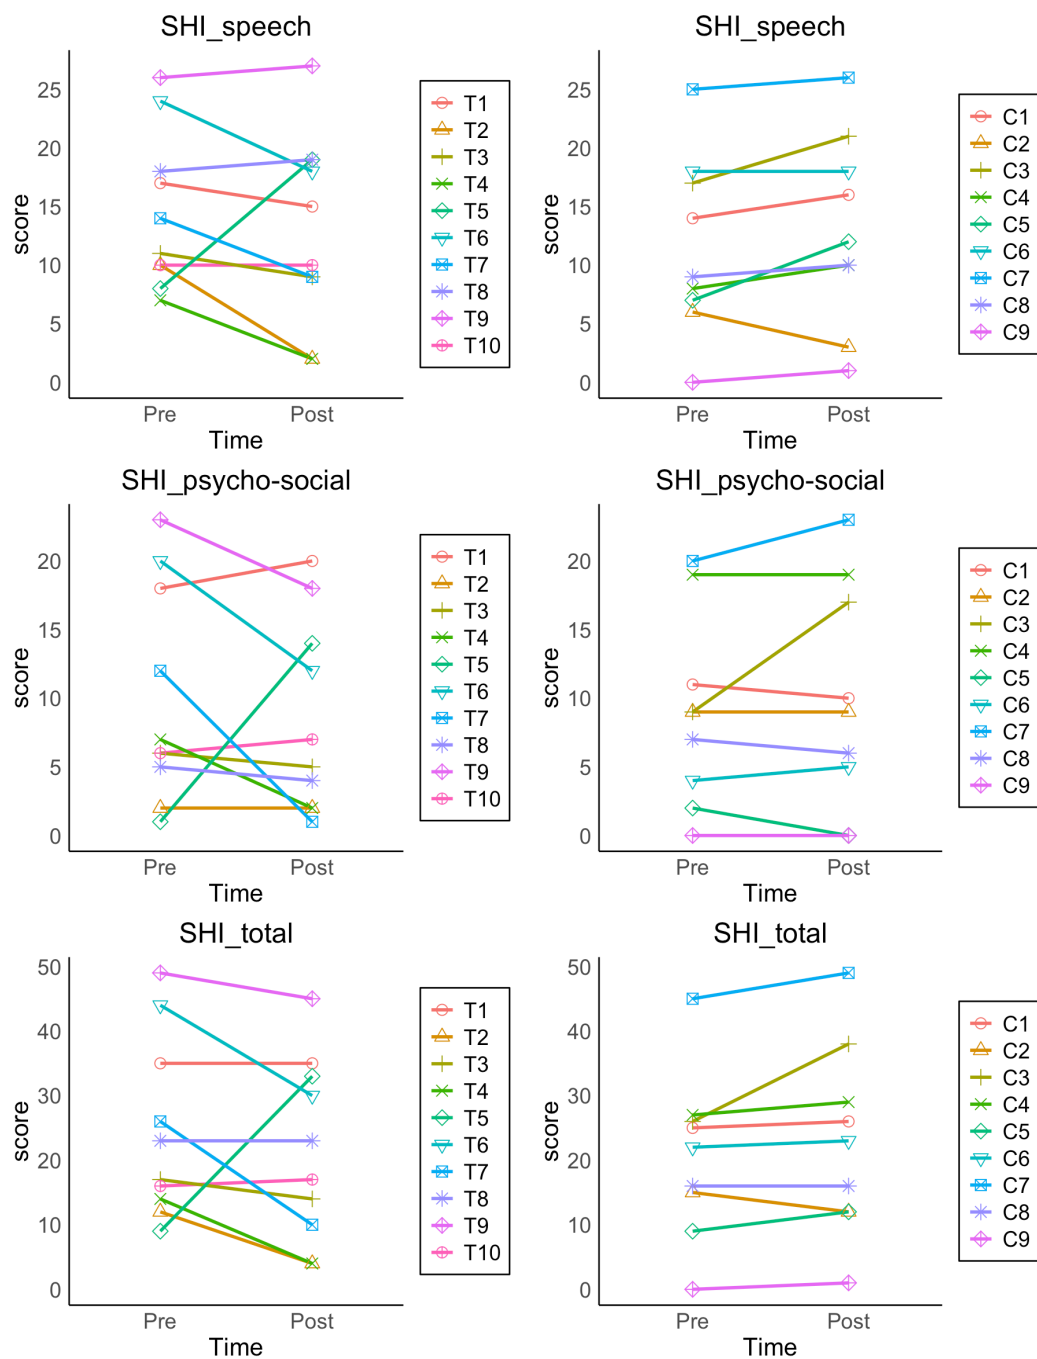 SHI_speech
25
20
15
10
5
0
score
Pre
Post
Time
T1
T2
T3
T4
T5
T6
T7
T8
T9
T10
SHI_speech
25
20
15
10
5
0
score
Pre
Post
Time
C1
C2
C3
C4
C5
C6
C7
C8
C9
SHI_psycho-social
20
15
10
5
0
score
Pre
Post
Time
T1
T2
T3
T4
T5
T6
T7
T8
T9
T10
SHI_psycho-social
20
15
10
5
0
score
Pre
Post
Time
C1
C2
C3
C4
C5
C6
C7
C8
C9
SHI_total
50
40
30
20
10
0
score
Pre
Post
Time
T1
T2
T3
T4
T5
T6
T7
T8
T9
T10
SHI_total
50
40
30
20
10
0
score
Pre
Post
Time
C1
C2
C3
C4
C5
C6
C7
C8
C9